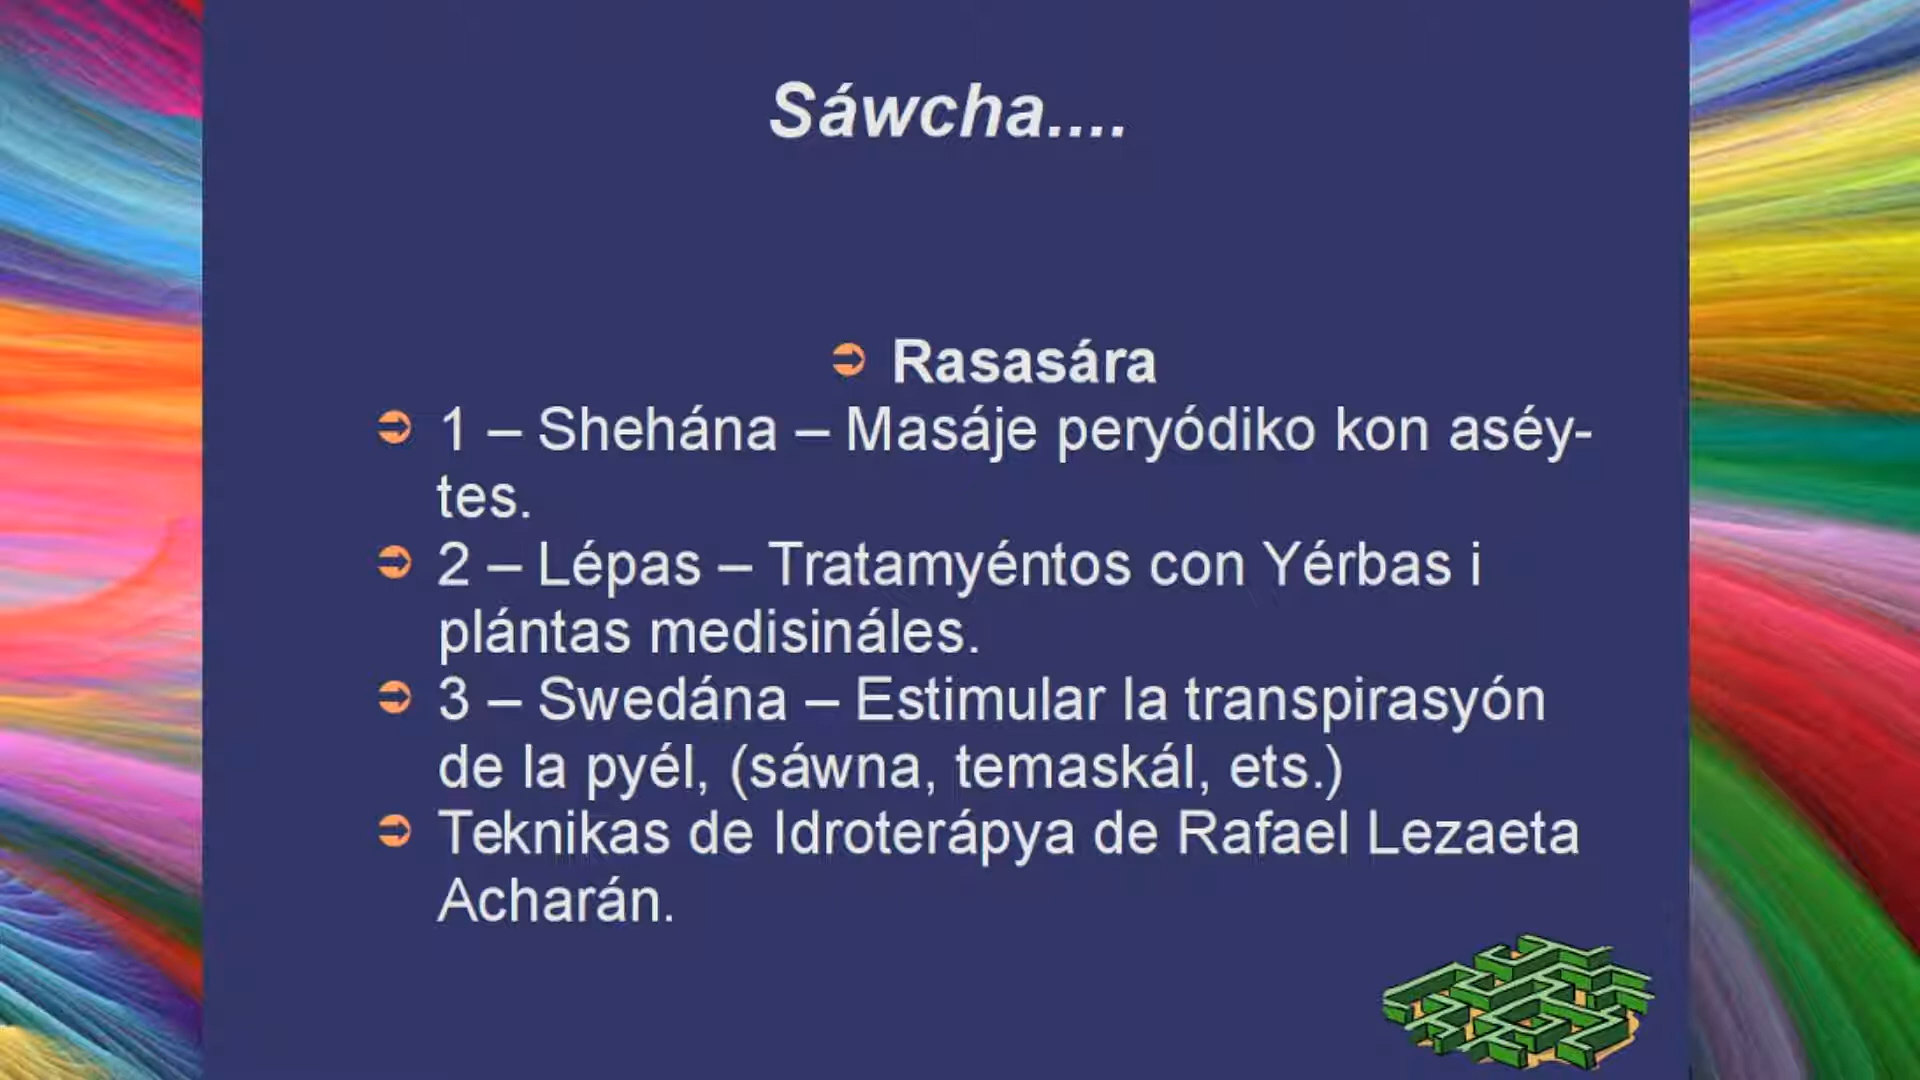 Sáwcha....
Rasasára
1 – Shehána – Masáje peryódiko kon aséy-
tes.
2 – Lépas – Tratamyéntos con Yérbas i
plántas medisináles.
3 – Swedána – Estimular la transpirasyón
de la pyél, (sáwna, temaskál, ets.)
Teknikas de Idroterápya de Rafael Lezaeta
Acharán.